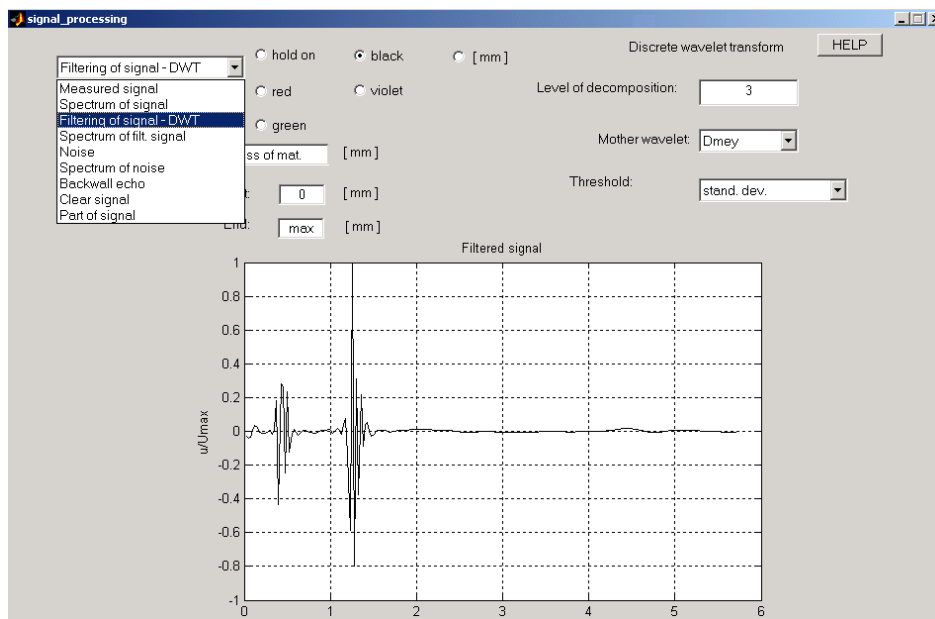 signal_processing
Discrete wavelet transform
HELP
Filtering of signal - DWT
hold on
black
[ mm ]
Measured signal
Spectrum of signal
Filtering of signal - DWT
Spectrum of filt. signal
Noise
Spectrum of noise
Backwall echo
Clear signal
Part of signal
red
violet
Level of decomposition:
3
green
Mother wavelet:
Dmey
ss of mat.
[ mm ]
Threshold:
stand. dev.
0
[ mm ]
End:
max
[ mm ]
Filtered signal
u/Umax
1
0.8
0.6
0.4
0.2
0
-0.2
-0.4
-0.6
-0.8
-1
0 1 2 3 4 5 6